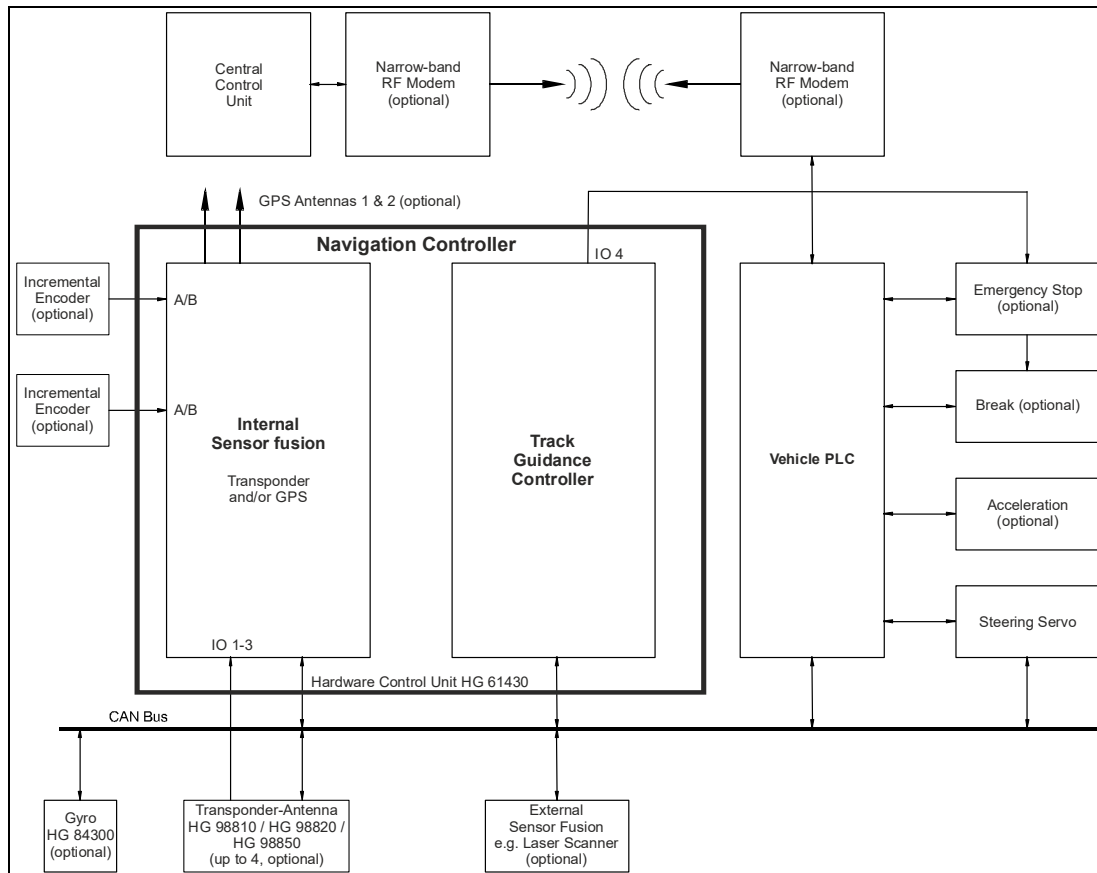 Central
Control
Unit
Narrow-band
RF Modem
(optional)
Narrow-band
RF Modem
(optional)
GPS Antennas 1 & 2 (optional)
Navigation Controller
IO 4
Incremental
Encoder
(optional)
A/B
Incremental
Encoder
(optional)
A/B
Internal
Sensor fusion
Transponder
and/or GPS
IO 1-3
Track
Guidance
Controller
Hardware Control Unit HG 61430
Vehicle PLC
Emergency Stop
(optional)
Break (optional)
Acceleration
(optional)
Steering Servo
CAN Bus
Gyro
HG 84300
(optional)
Transponder-Antenna
HG 98810 / HG 98820 /
HG 98850
(up to 4, optional)
External
Sensor Fusion
e.g. Laser Scanner
(optional)